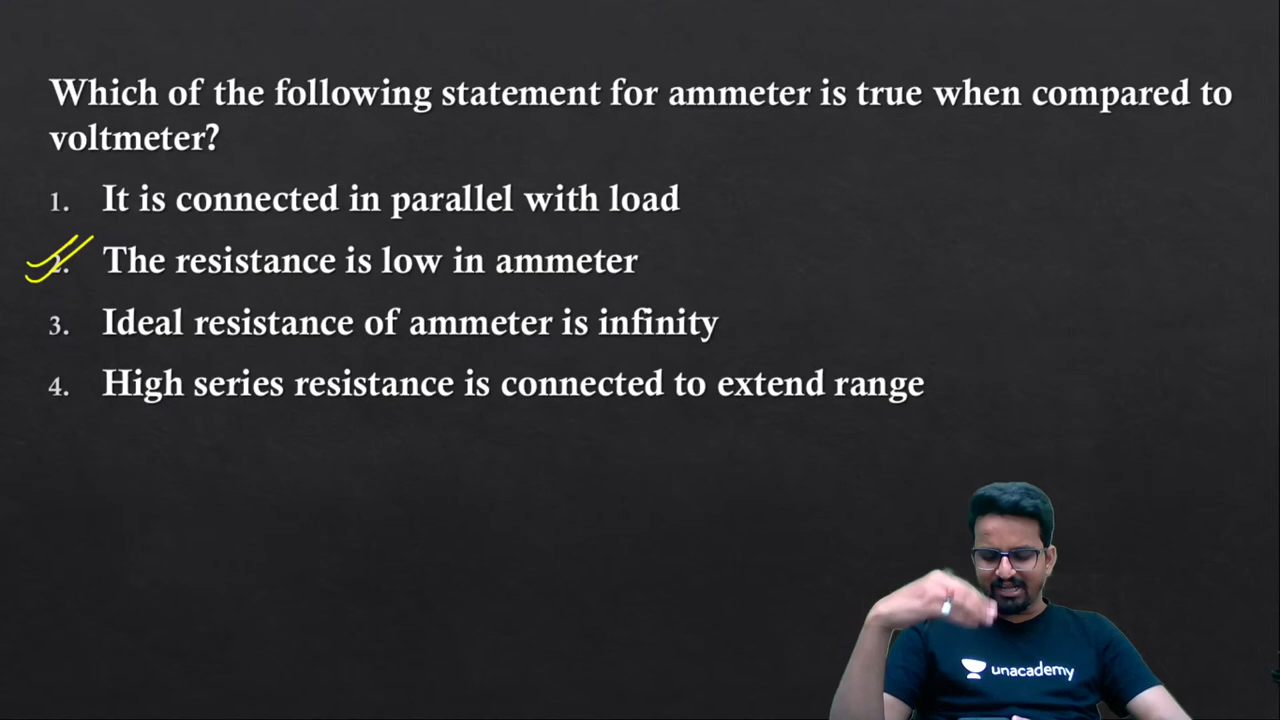 Which of the following statement for ammeter is true when compared to
voltmeter?
1. It is connected in parallel with load
2. The resistance is low in ammeter
3. Ideal resistance of ammeter is infinity
4. High series resistance is connected to extend range
unacademy